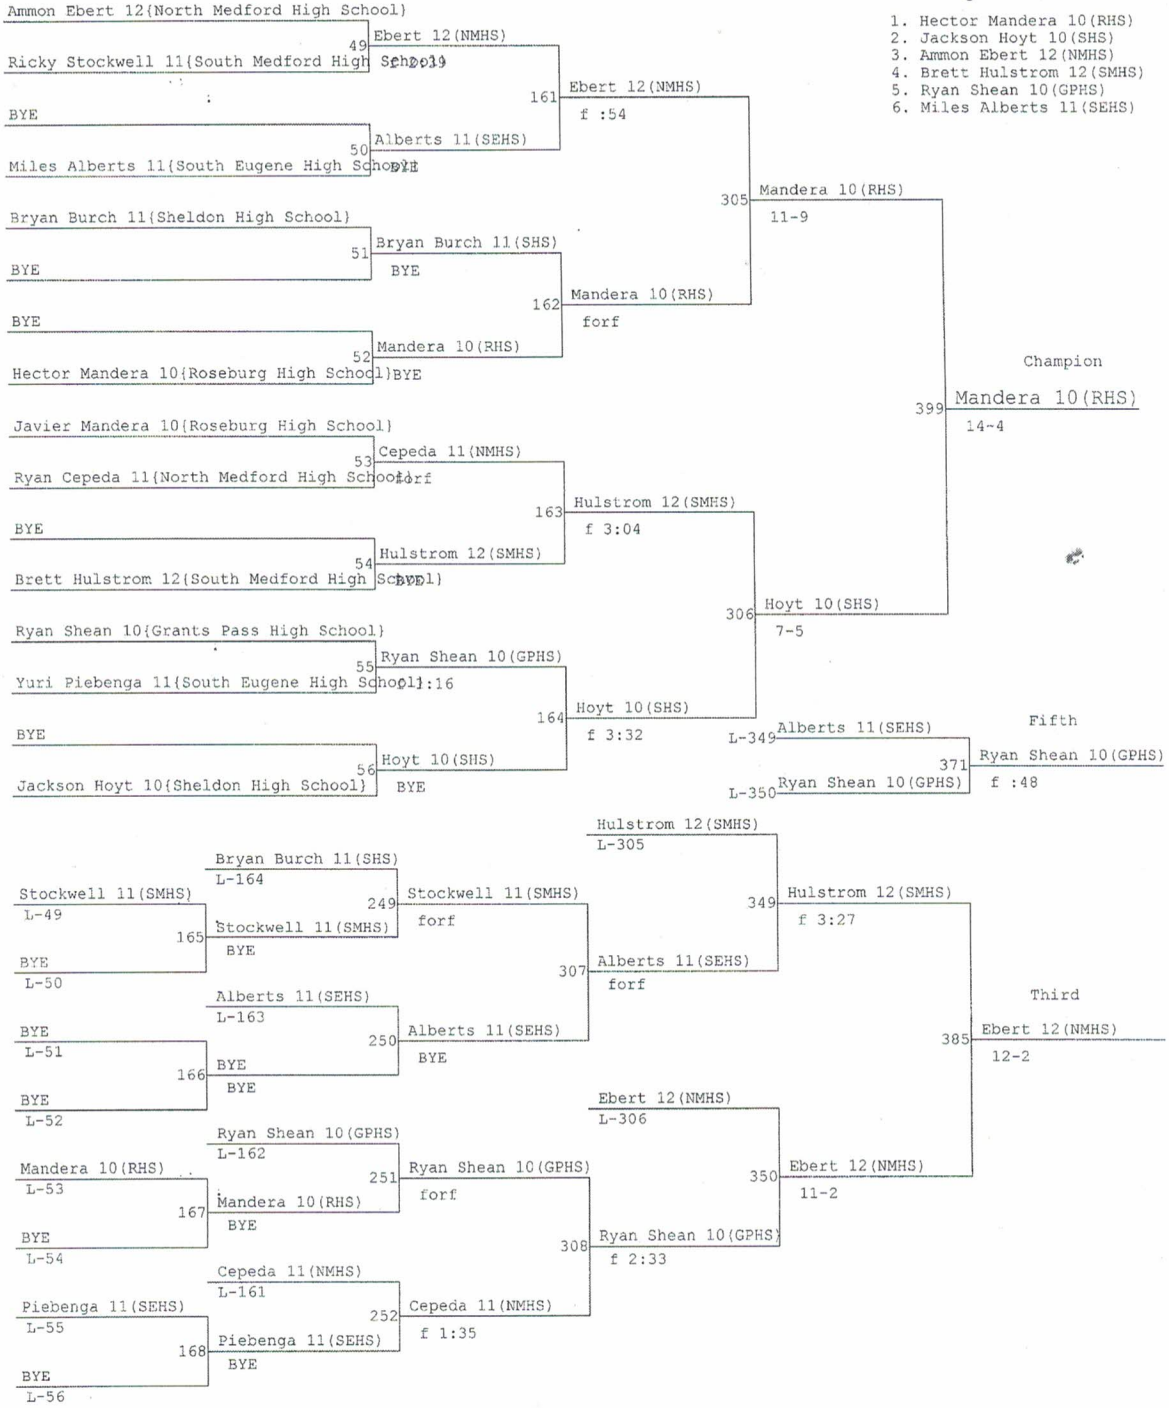 Ammon Ebert 12{North Medford High School}
49
Ebert 12(NMHS)
Ricky Stockwell 11{South Medford High School}
161
Ebert 12(NMHS)
f :54
BYE
50
Alberts 11(SEHS)
Miles Alberts 11{South Eugene High School}
BYE
305
Mandera 10(RHS)
11-9
Bryan Burch 11{Sheldon High School}
51
Bryan Burch 11(SHS)
BYE
BYE
162
Mandera 10(RHS)
forf
BYE
52
Mandera 10(RHS)
Hector Mandera 10{Roseburg High School}
BYE
1. Hector Mandera 10(RHS)
2. Jackson Hoyt 10(SHS)
3. Ammon Ebert 12(NMHS)
4. Brett Hulstrom 12(SMHS)
5. Ryan Shean 10(GPHS)
6. Miles Alberts 11(SEHS)
Champion
399
Mandera 10(RHS)
14-4
Javier Mandera 10{Roseburg High School}
53
Cepeda 11(NMHS)
Ryan Cepeda 11{North Medford High School}
forf
163
Hulstrom 12(SMHS)
f 3:04
BYE
54
Hulstrom 12(SMHS)
Brett Hulstrom 12{South Medford High School}
BYE
306
Hoyt 10(SHS)
7-5
Ryan Shean 10{Grants Pass High School}
55
Ryan Shean 10(GPHS)
Yuri Piebenga 11{South Eugene High School}
164
Hoyt 10(SHS)
f 3:32
BYE
56
Hoyt 10(SHS)
Jackson Hoyt 10{Sheldon High School}
BYE
Fifth
L-349
Alberts 11(SEHS)
371
Ryan Shean 10(GPHS)
f :48
L-350
Ryan Shean 10(GPHS)
Hulstrom 12(SMHS)
L-305
Bryan Burch 11(SHS)
L-164
Stockwell 11(SMHS)
L-49
249
Stockwell 11(SMHS)
forf
349
Hulstrom 12(SMHS)
f 3:27
165
Stockwell 11(SMHS)
BYE
BYE
L-50
307
Alberts 11(SEHS)
forf
Alberts 11(SEHS)
L-163
BYE
L-51
250
Alberts 11(SEHS)
BYE
166
BYE
BYE
BYE
L-52
Third
385
Ebert 12(NMHS)
12-2
Ebert 12(NMHS)
L-306
Ryan Shean 10(GPHS)
L-162
Mandera 10(RHS)
L-53
251
Ryan Shean 10(GPHS)
forf
350
Ebert 12(NMHS)
11-2
167
Mandera 10(RHS)
BYE
BYE
L-54
308
Ryan Shean 10(GPHS)
f 2:33
Cepeda 11(NMHS)
L-161
Piebenga 11(SEHS)
L-55
252
Cepeda 11(NMHS)
f 1:35
168
Piebenga 11(SEHS)
BYE
BYE
L-56